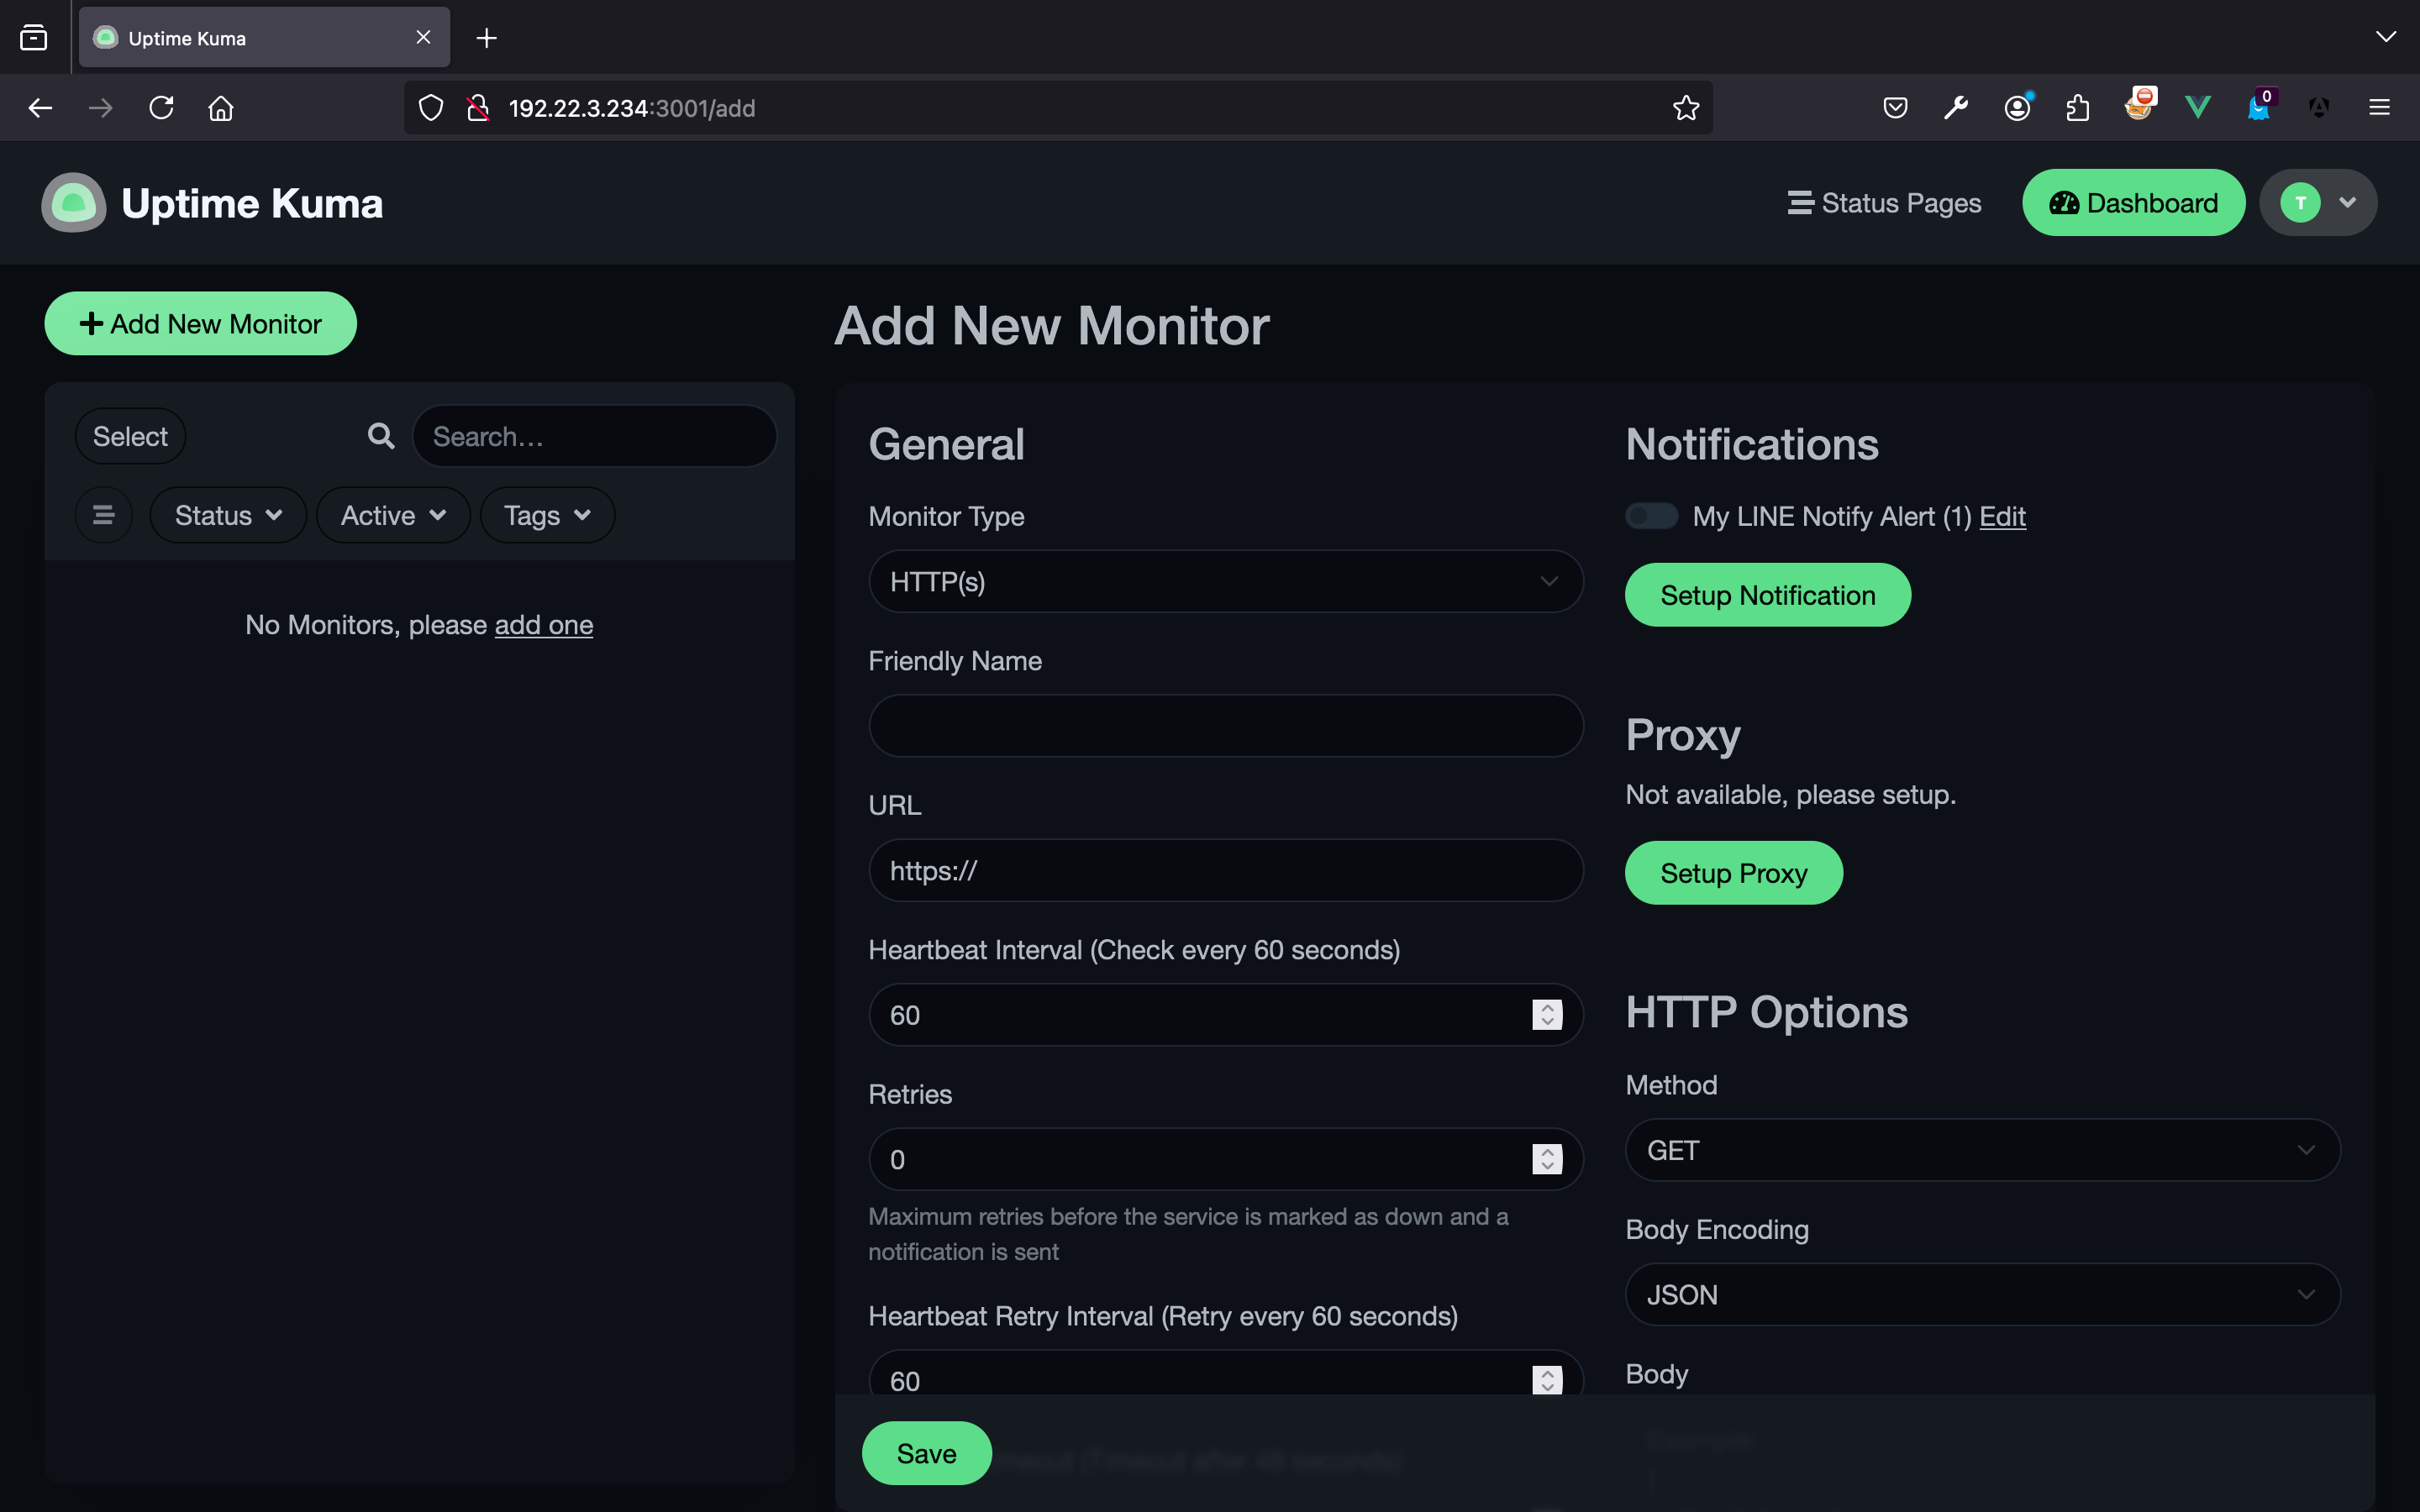 Uptime Kuma
192.22.3.234:3001/add
0
Uptime Kuma
Status Pages
Dashboard
T
Add New Monitor
Select
Search...
Status
Active
Tags
No Monitors, please add one
Add New Monitor
General
Monitor Type
HTTP(s)
Friendly Name
URL
https://
Heartbeat Interval (Check every 60 seconds)
60
Retries
0
Maximum retries before the service is marked as down and a
notification is sent
Heartbeat Retry Interval (Retry every 60 seconds)
60
(Timeout after 48 seconds)
Save
Notifications
My LINE Notify Alert (1) Edit
Setup Notification
Proxy
Not available, please setup.
Setup Proxy
HTTP Options
Method
GET
Body Encoding
JSON
Body